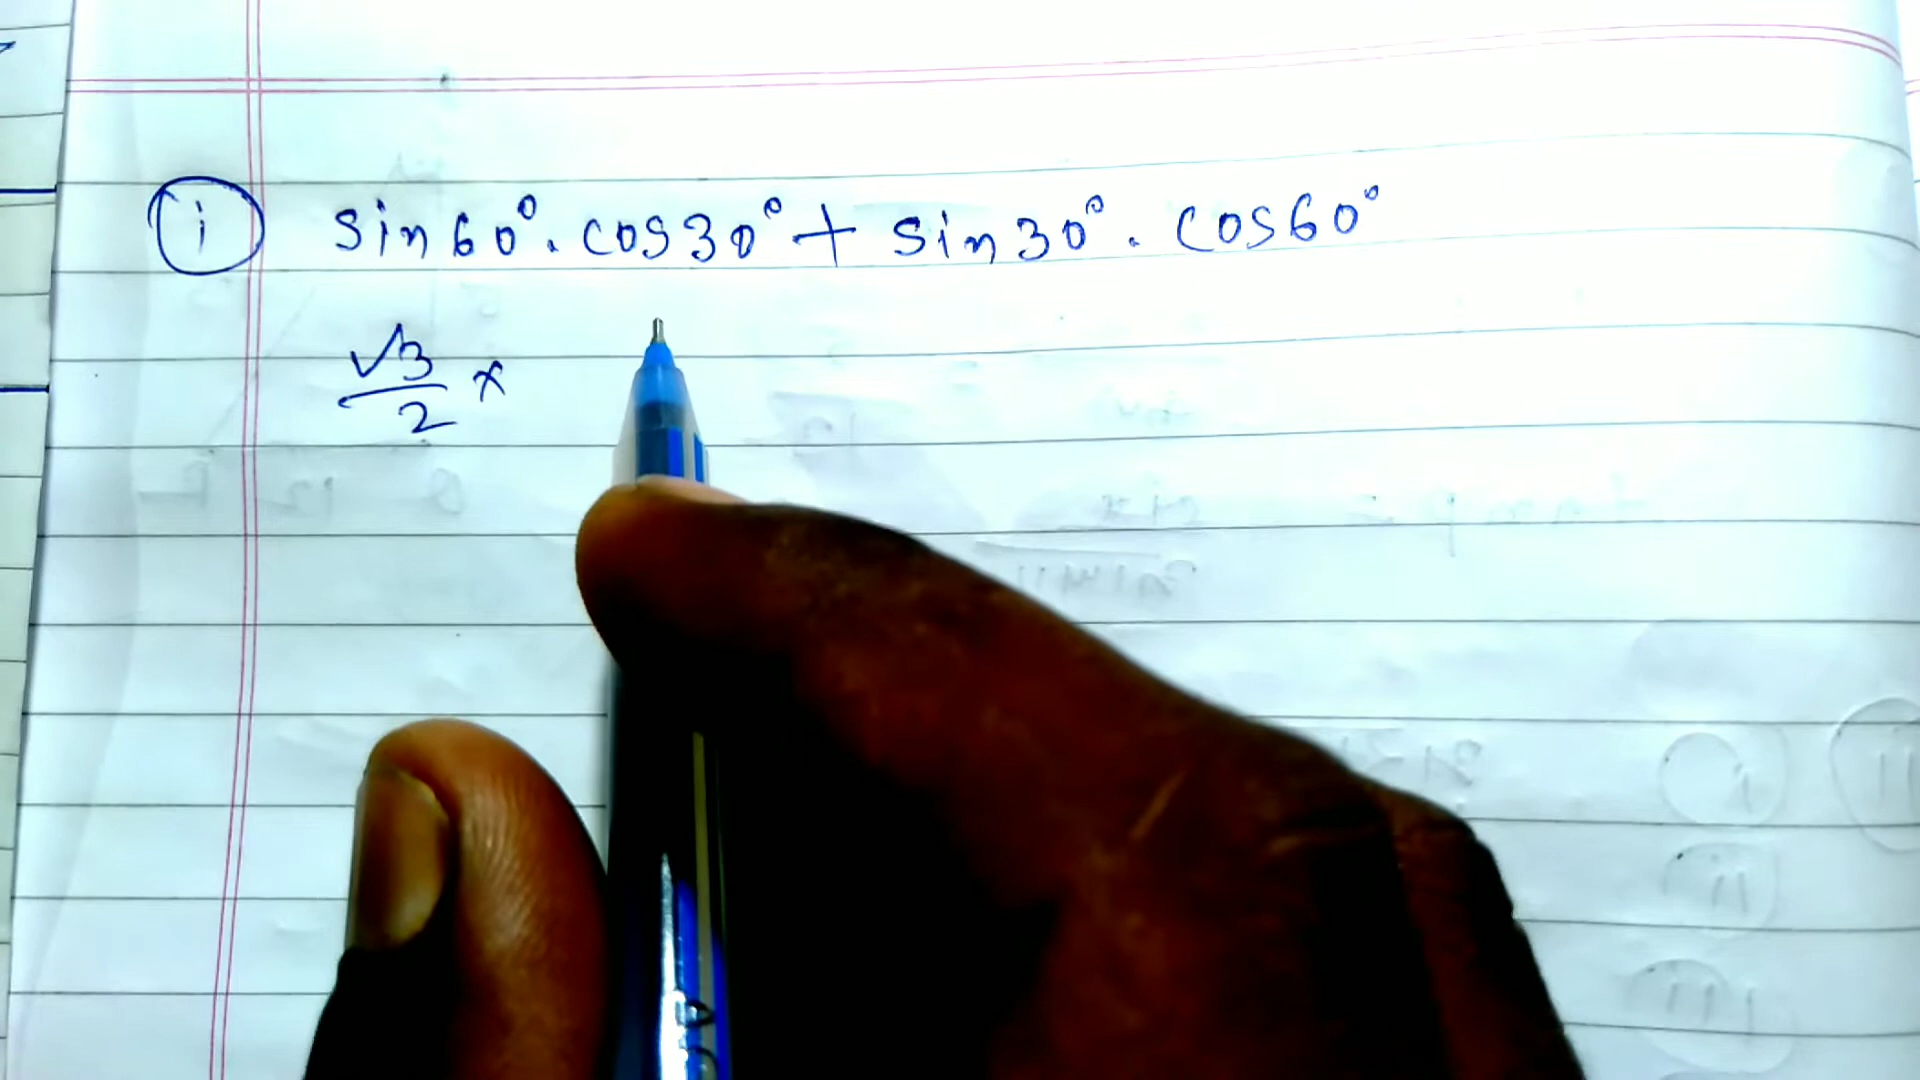 (i) sin60°. cos30° + sin30°. cos60°
√3/2 ×